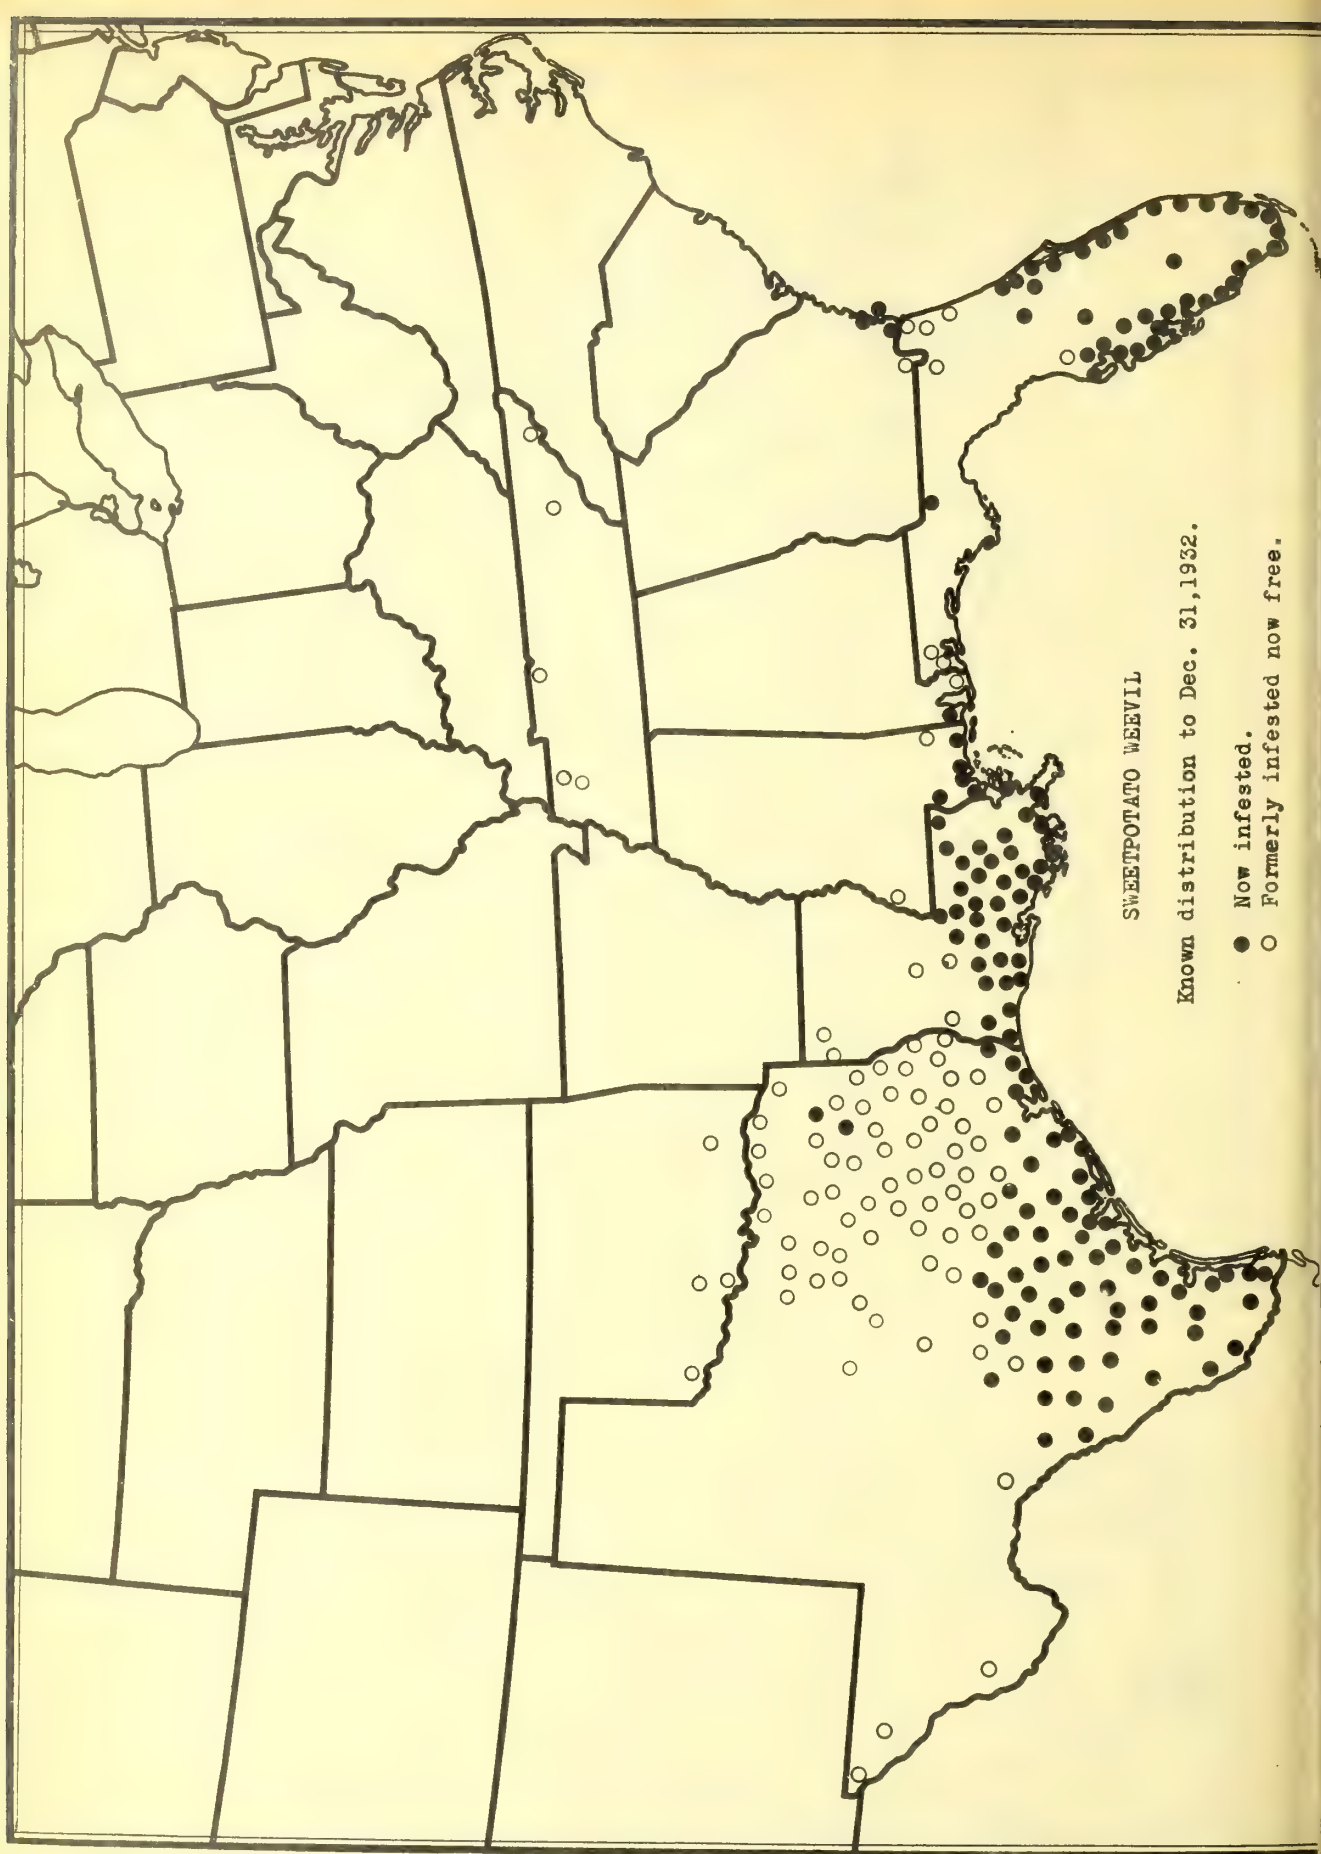 SWEETPOTATO WEEVIL
Known distribution to Dec. 31,1932.
Now infested.
Formerly infested now free.